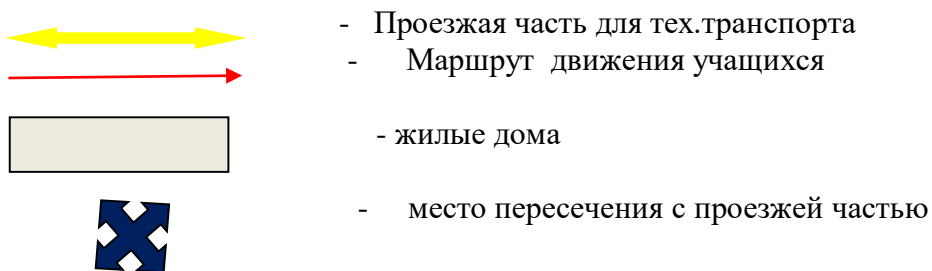 - Проезжая часть для тех.транспорта
- Маршрут движения учащихся
- жилые дома
- место пересечения с проезжей частью